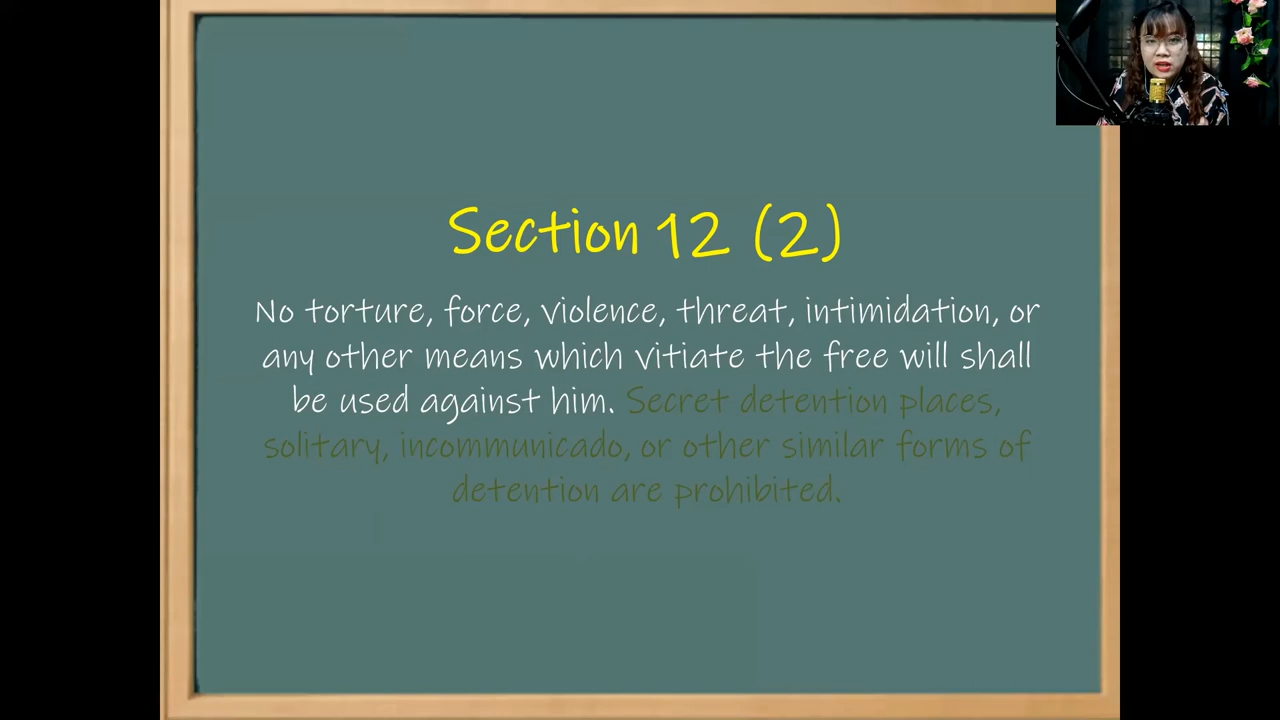 Section 12 (2)
No torture, force, violence, threat, intimidation, or
any other means which vitiate the free will shall
be used against him. Secret detention places,
solitary, incommunicado, or other similar forms of
detention are prohibited.